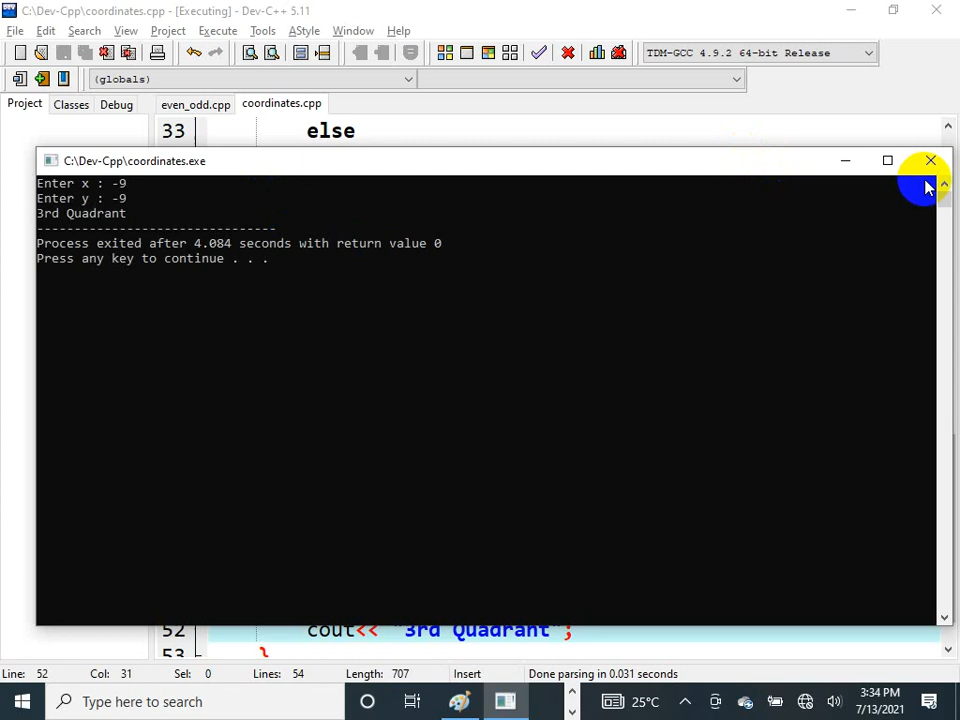 C:\Dev-Cpp\coordinates.cpp - [Executing] - Dev-C++ 5.11
File Edit Search View Project Execute Tools AStyle Window Help
TDM-GCC 4.9.2 64-bit Release
(globals)
Project Classes Debug even_odd.cpp coordinates.cpp
33 else
C:\Dev-Cpp\coordinates.exe
Enter x : -9
Enter y : -9
3rd Quadrant
--------------------------------
Process exited after 4.084 seconds with return value 0
Press any key to continue . . .
52 cout<< "3rd Quadrant";
53 }
Line: 52 Col: 31 Sel: 0 Lines: 54 Length: 707 Insert Done parsing in 0.031 seconds
Type here to search 25°C 3:34 PM
7/13/2021